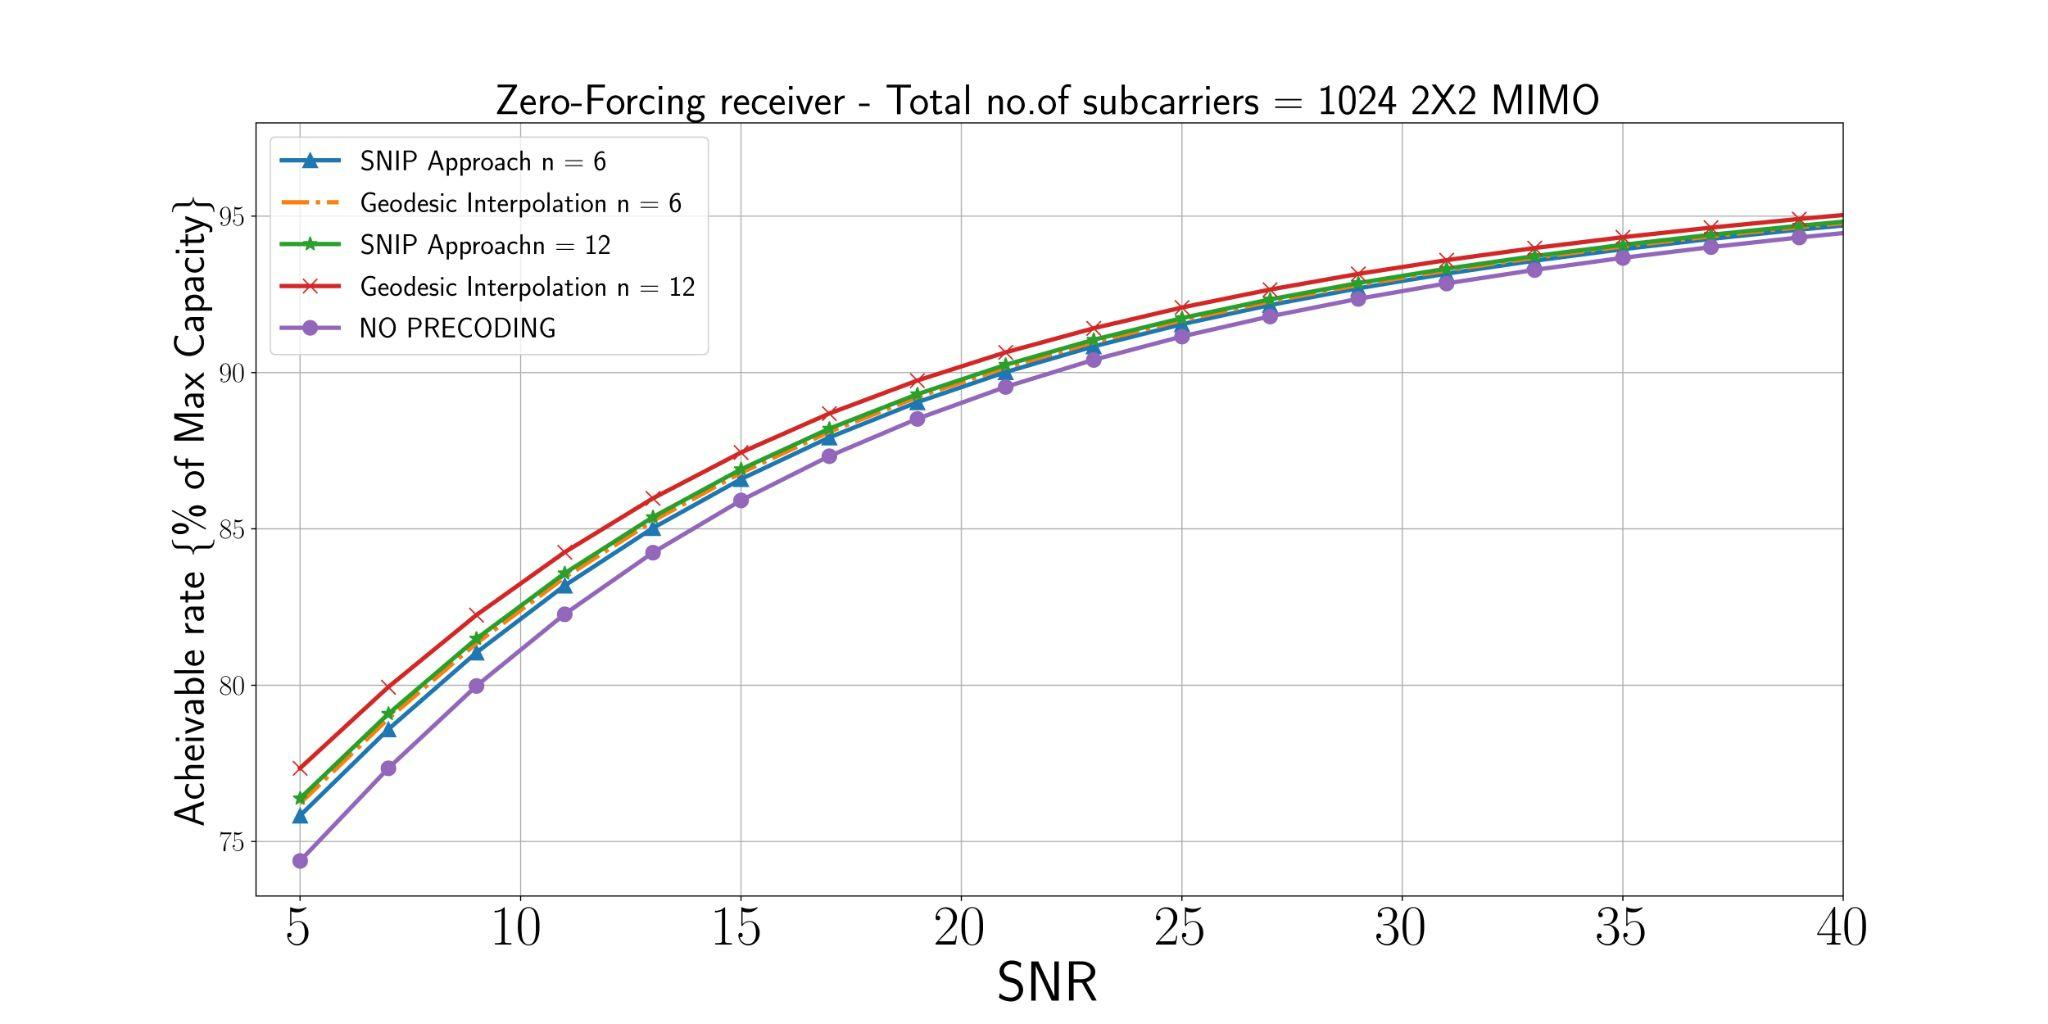 Zero-Forcing receiver - Total no.of subcarriers = 1024 2X2 MIMO
SNIP Approach n = 6
Geodesic Interpolation n = 6
SNIP Approachn = 12
Geodesic Interpolation n = 12
NO PRECODING
Acheivable rate {% of Max Capacity}
95
90
85
80
75
5 10 15 20 25 30 35 40
SNR